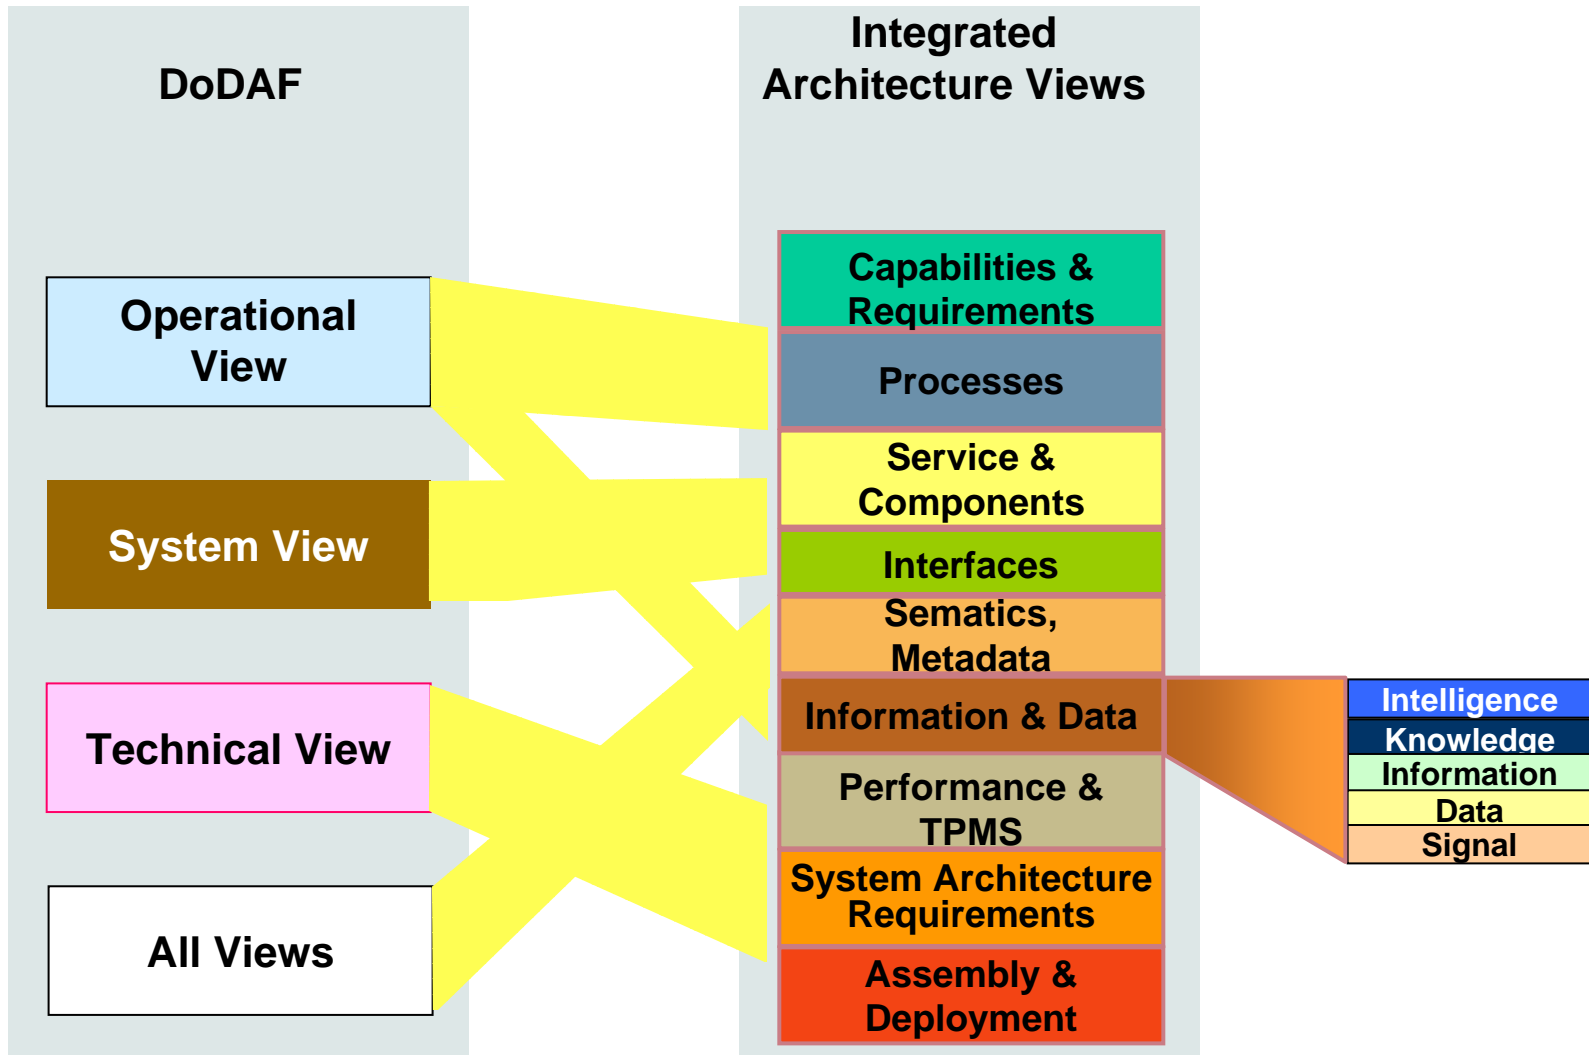 DoDAF
Operational
View
System View
Technical View
All Views
Integrated
Architecture Views
Capabilities &
Requirements
Processes
Service &
Components
Interfaces
Sematics,
Metadata
Information & Data
Performance &
TPMS
System Architecture
Requirements
Assembly &
Deployment
Intelligence
Knowledge
Information
Data
Signal